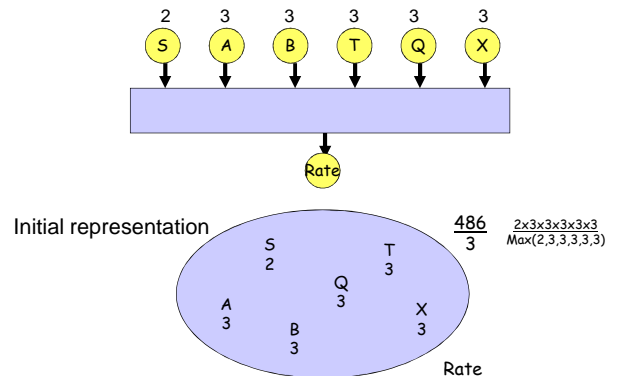 2 3 3 3 3 3
S A B T Q X
Rate
Initial representation
486
3
2x3x3x3x3x3
Max(2,3,3,3,3,3)
S
2
T
3
Q
3
A
3
X
3
B
3
Rate